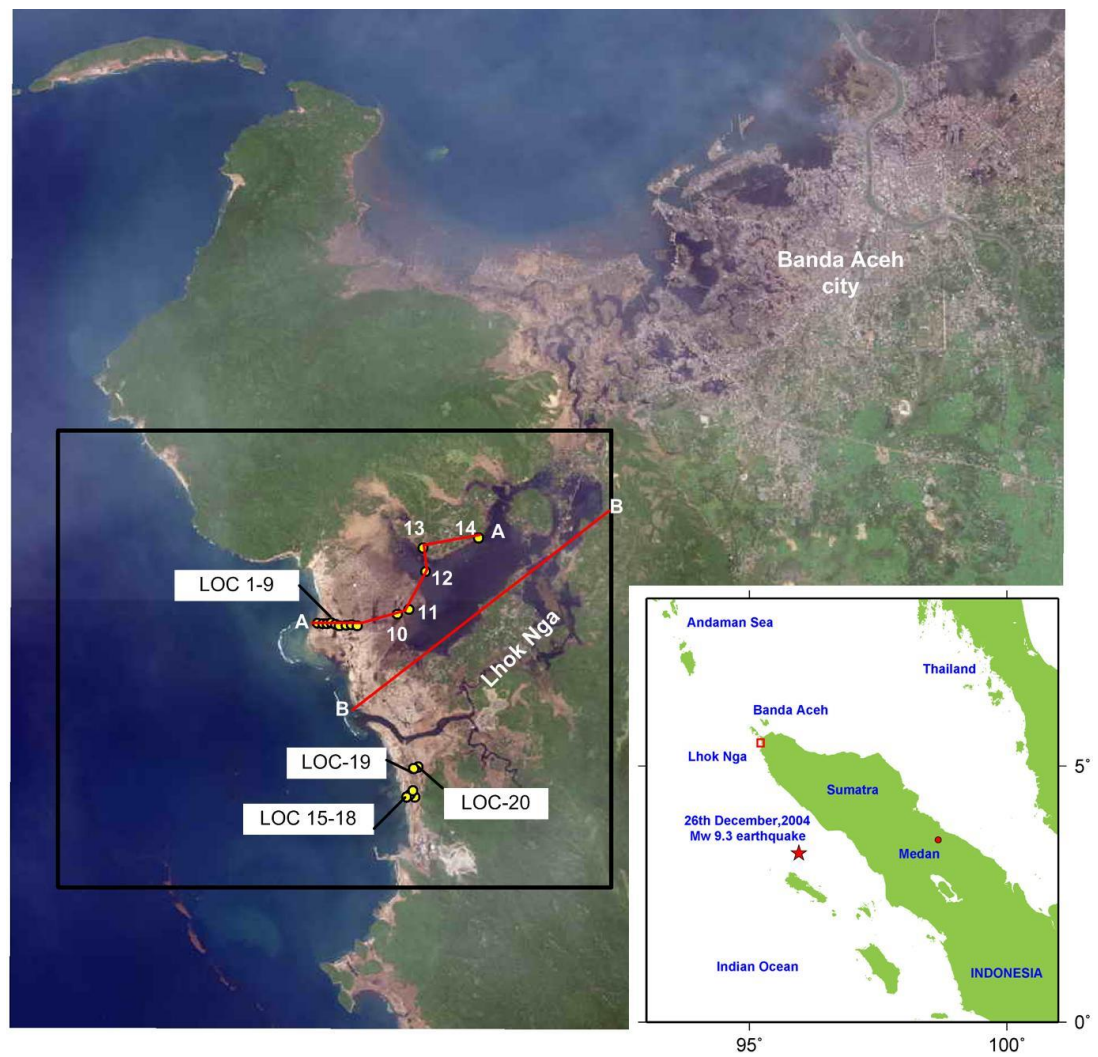 Banda Aceh
city
B
13
14
A
12
LOC 1-9
A
11
10
Lhok Nga
B
LOC-19
LOC-20
LOC 15-18
Andaman Sea
Thailand
Banda Aceh
Lhok Nga
5˚
Sumatra
26th December,2004
Mw 9.3 earthquake
Medan
Indian Ocean
INDONESIA
0˚
95˚
100˚